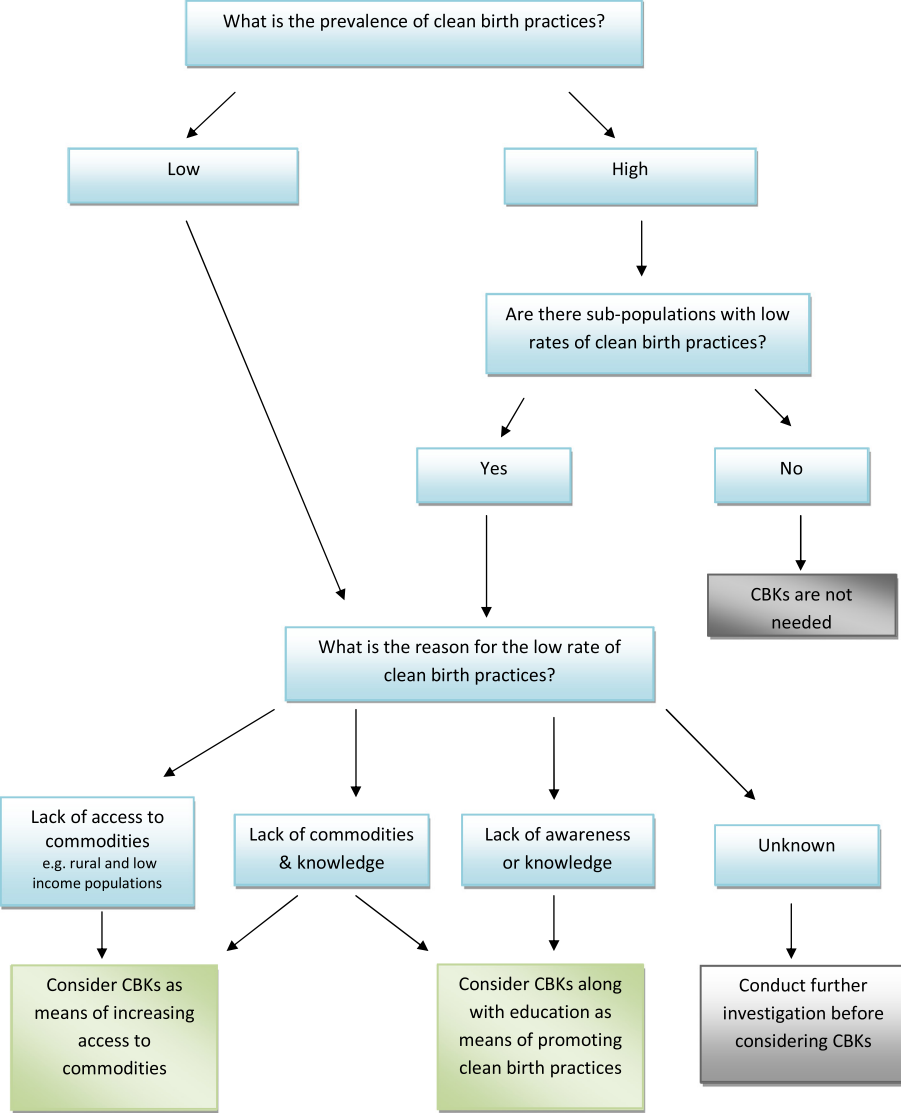 What is the prevalence of clean birth practices?
Low
High
Are there sub-populations with low
rates of clean birth practices?
Yes
No
CBKs are not
needed
What is the reason for the low rate of
clean birth practices?
Lack of access to
commodities
e.g. rural and low
income populations
Lack of commodities
& knowledge
Lack of awareness
or knowledge
Unknown
Consider CBKs as
means of increasing
access to
commodities
Consider CBKs along
with education as
means of promoting
clean birth practices
Conduct further
investigation before
considering CBKs